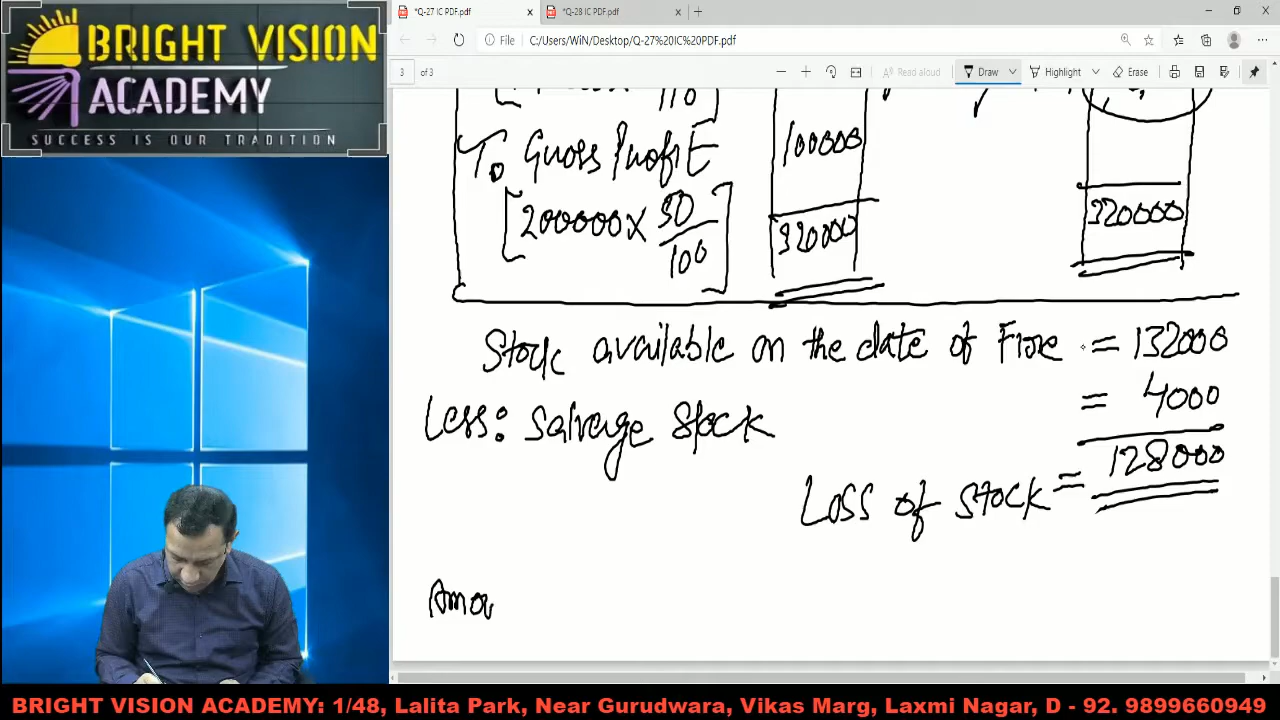 BRIGHT VISION
ACADEMY
SUCCESS IS OUR TRADITION
*Q-27 IC PDF.pdf
*Q-28 IC PDF.pdf
File C:/Users/WiN/Desktop/Q-27%20IC%20PDF.pdf
3 of 3
Read aloud
Draw
Highlight
Erase
110
To Gross Profit 100000
[200000 X 50/100] 320000 320000
Stock available on the date of Fire = 132000
Less: Salvage Stock = 4000
Loss of stock = 128000
Amou
BRIGHT VISION ACADEMY: 1/48, Lalita Park, Near Gurudwara, Vikas Marg, Laxmi Nagar, D - 92. 9899660949